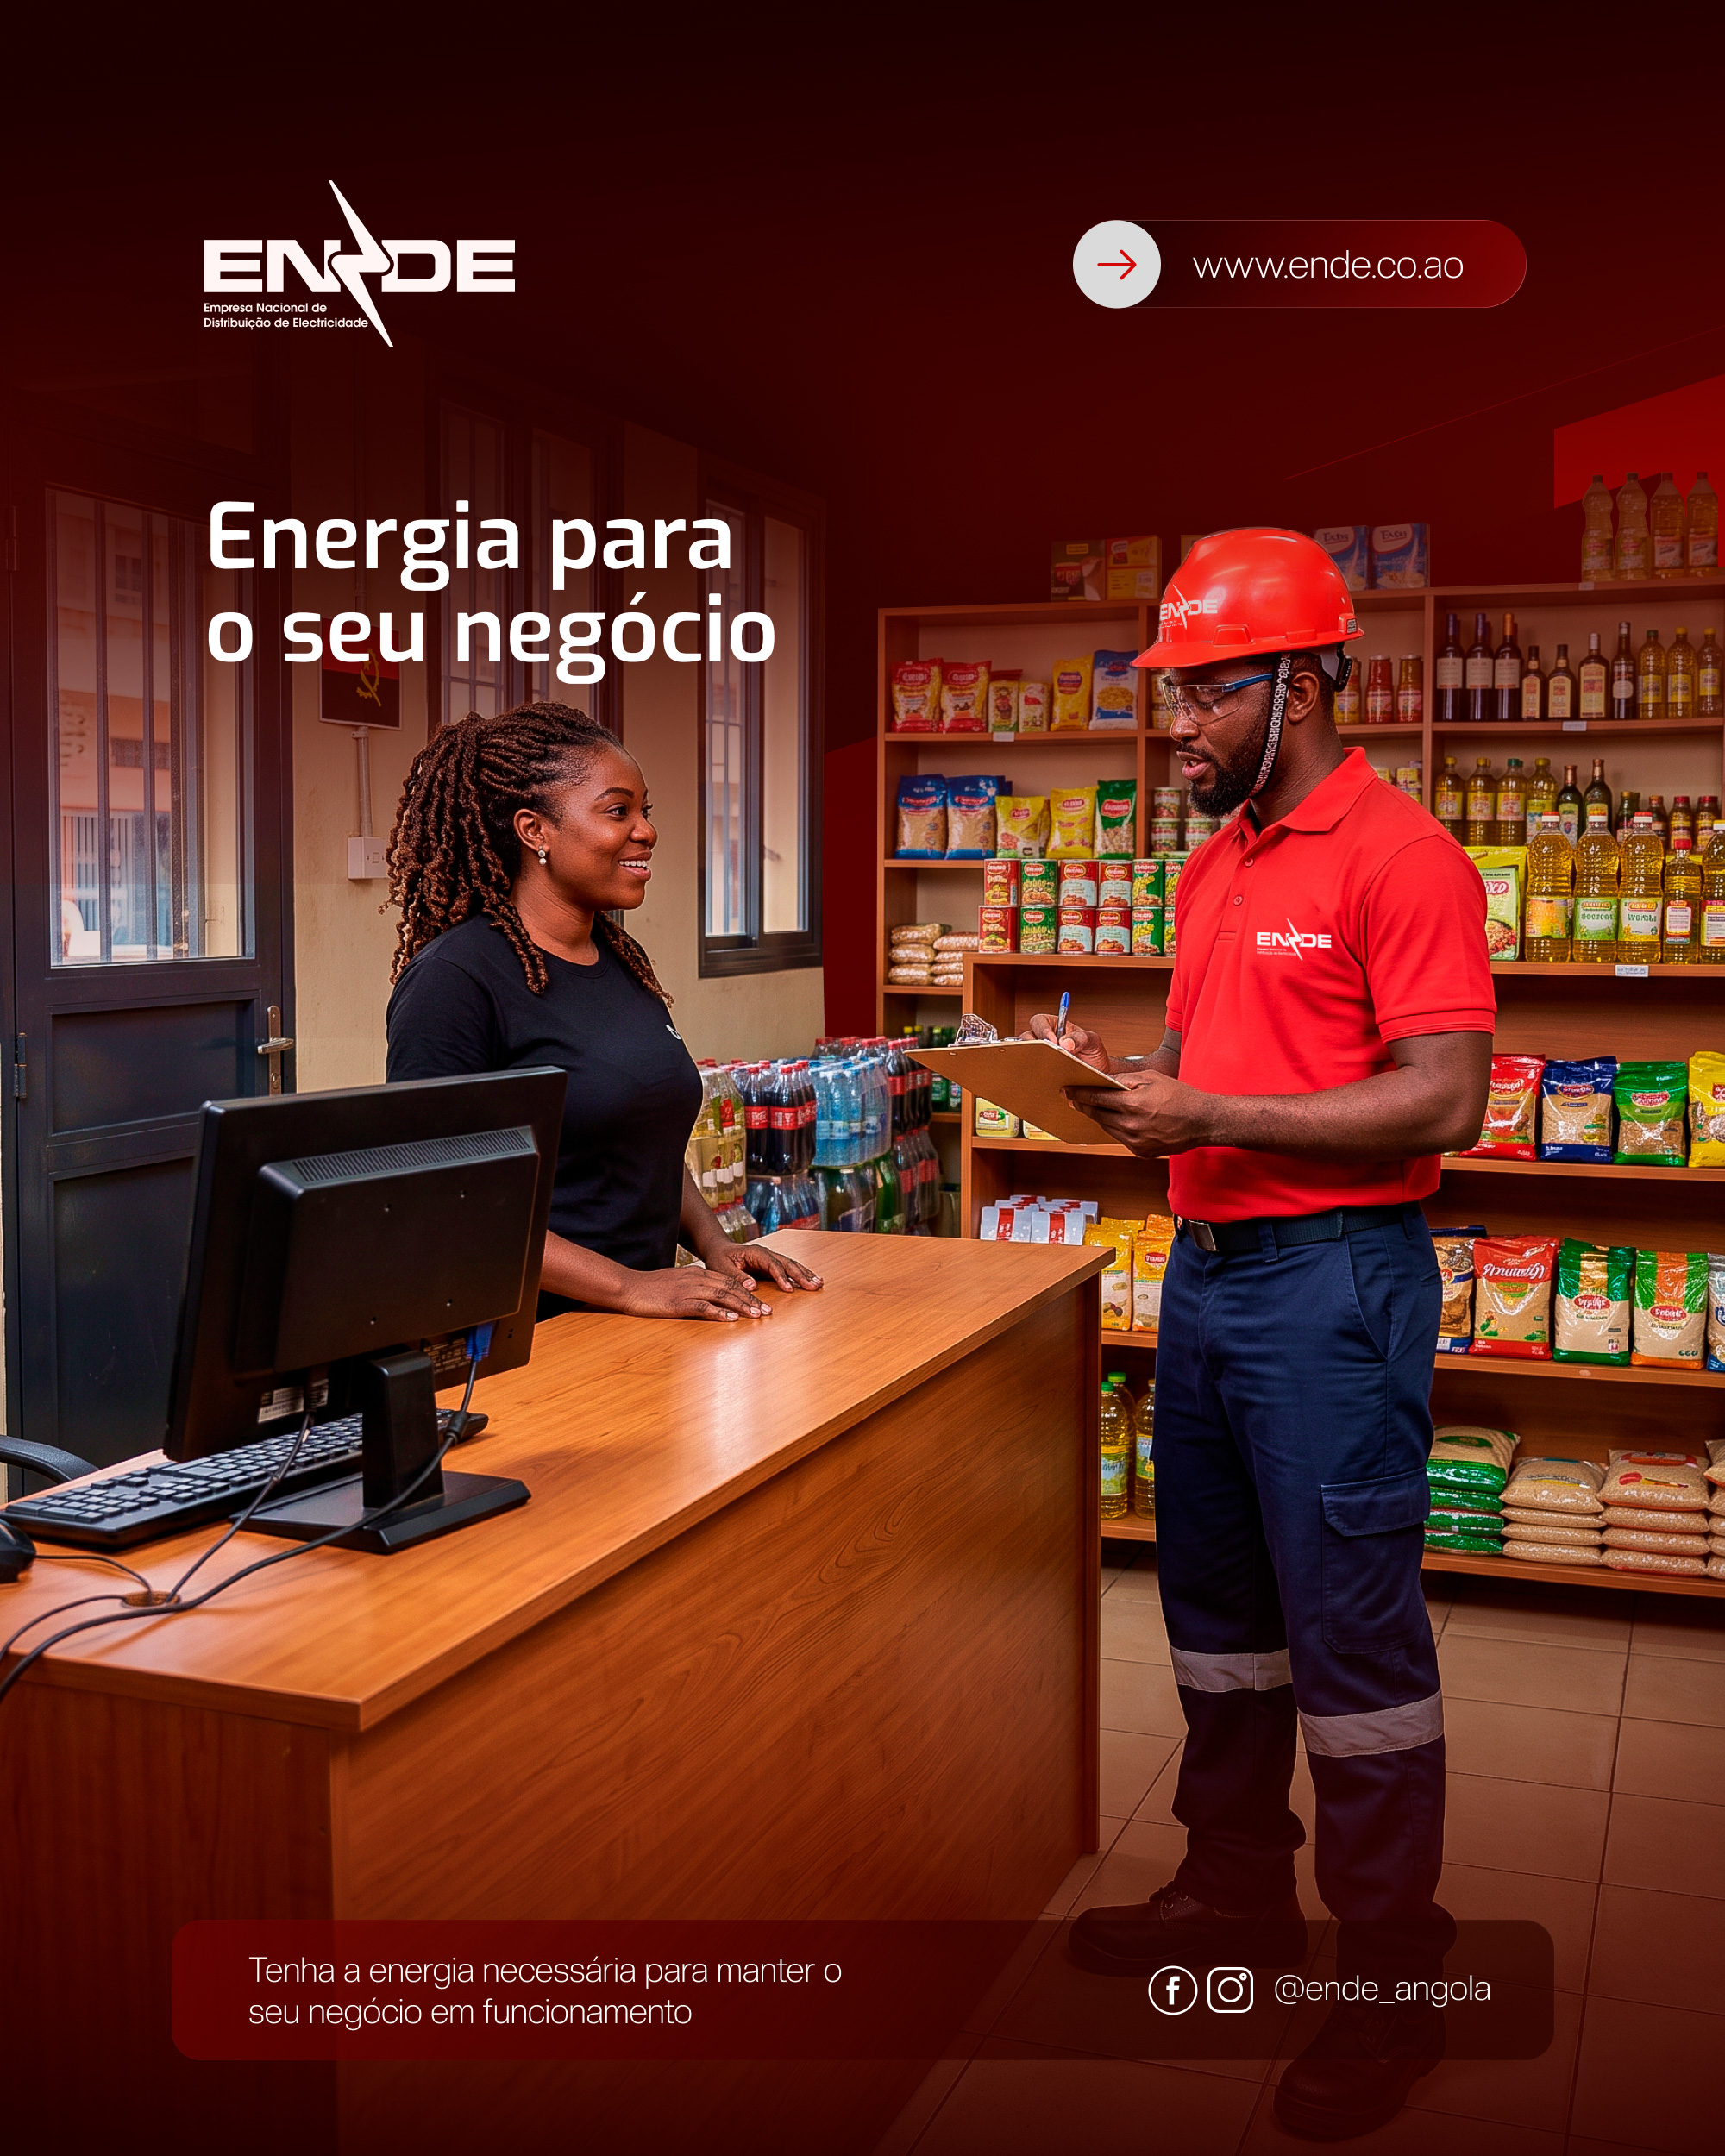 ENDE
Empresa Nacional de
Distribuição de Electricidade
www.ende.co.ao
Energia para
o seu negócio
ENDE
ENDE
Tenha a energia necessária para manter o
seu negócio em funcionamento
@ende_angola